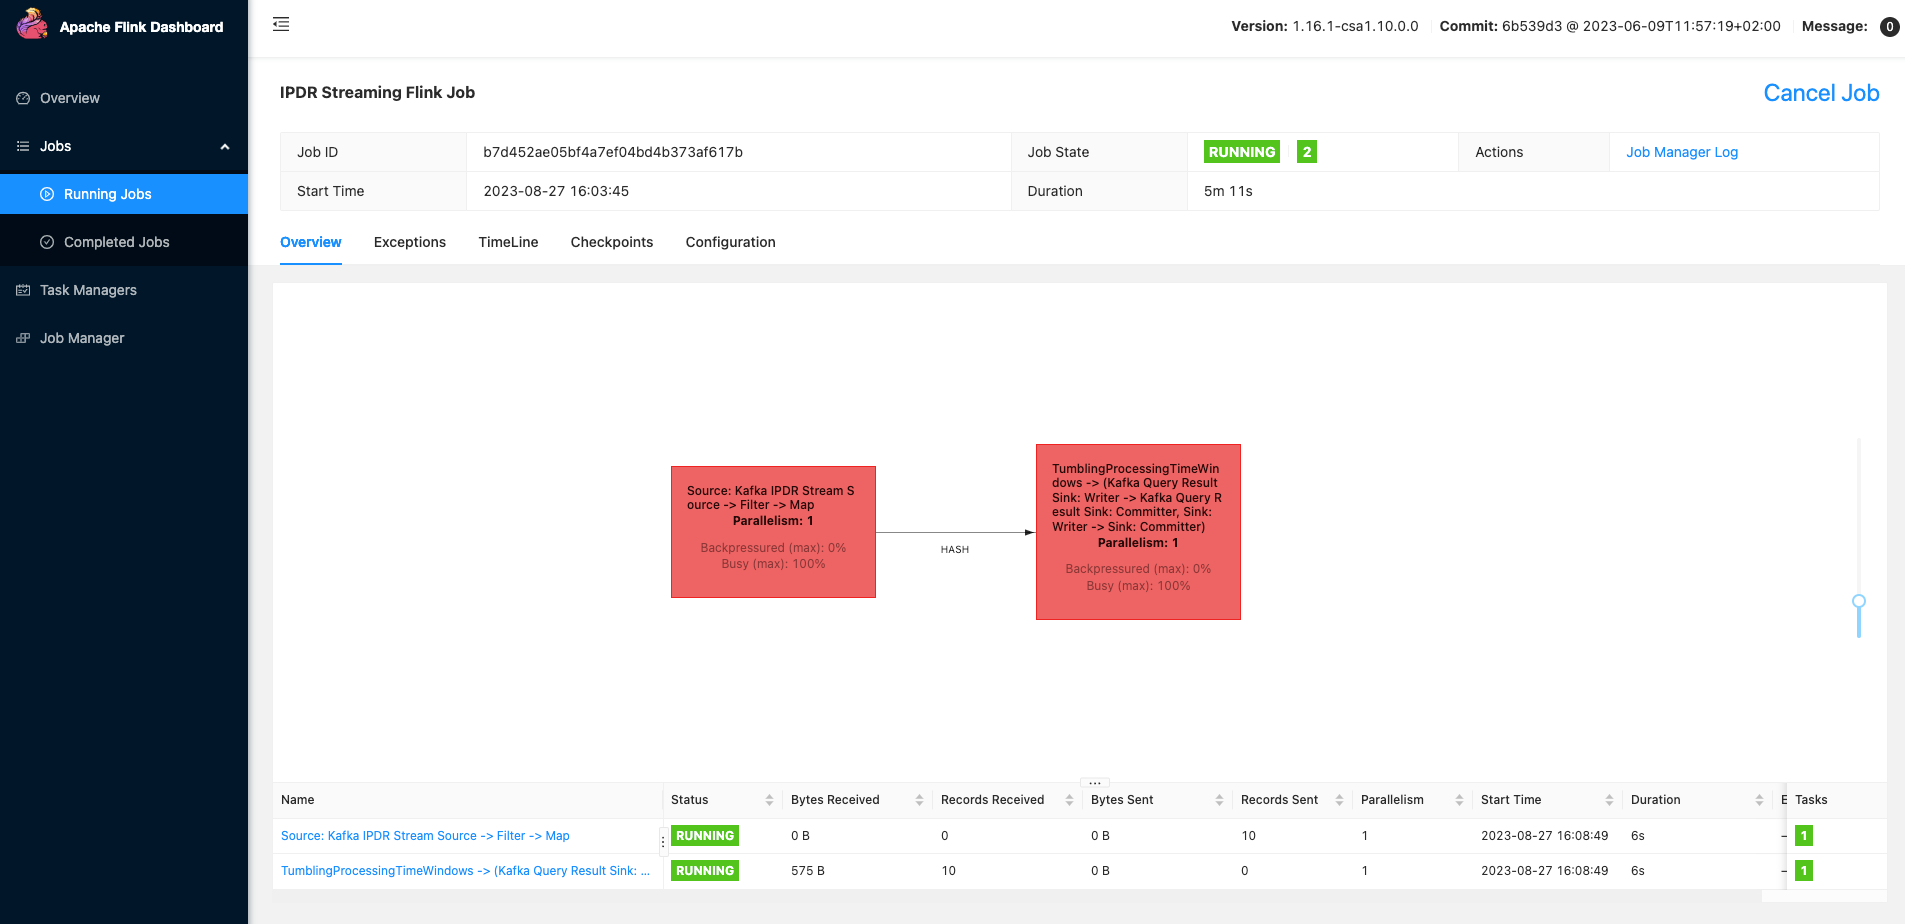 Apache Flink Dashboard
Version: 1.16.1-csa1.10.0.0 Commit: 6b539d3 @ 2023-06-09T11:57:19+02:00 Message: 0
Overview
Jobs
Running Jobs
Completed Jobs
Task Managers
Job Manager
IPDR Streaming Flink Job
Cancel Job
Job ID b7d452ae05bf4a7ef04bd4b373af617b Job State RUNNING 2 Actions Job Manager Log
Start Time 2023-08-27 16:03:45 Duration 5m 11s
Overview Exceptions TimeLine Checkpoints Configuration
Source: Kafka IPDR Stream S
ource -> Filter -> Map
Parallelism: 1
Backpressured (max): 0%
Busy (max): 100%
HASH
TumblingProcessingTimeWin
dows -> (Kafka Query Result
Sink: Writer -> Kafka Query R
esult Sink: Committer, Sink:
Writer -> Sink: Committer)
Parallelism: 1
Backpressured (max): 0%
Busy (max): 100%
Name Status Bytes Received Records Received Bytes Sent Records Sent Parallelism Start Time Duration E Tasks
Source: Kafka IPDR Stream Source -> Filter -> Map RUNNING 0 B 0 0 B 10 1 2023-08-27 16:08:49 6s – 1
TumblingProcessingTimeWindows -> (Kafka Query Result Sink: ... RUNNING 575 B 10 0 B 0 1 2023-08-27 16:08:49 6s – 1